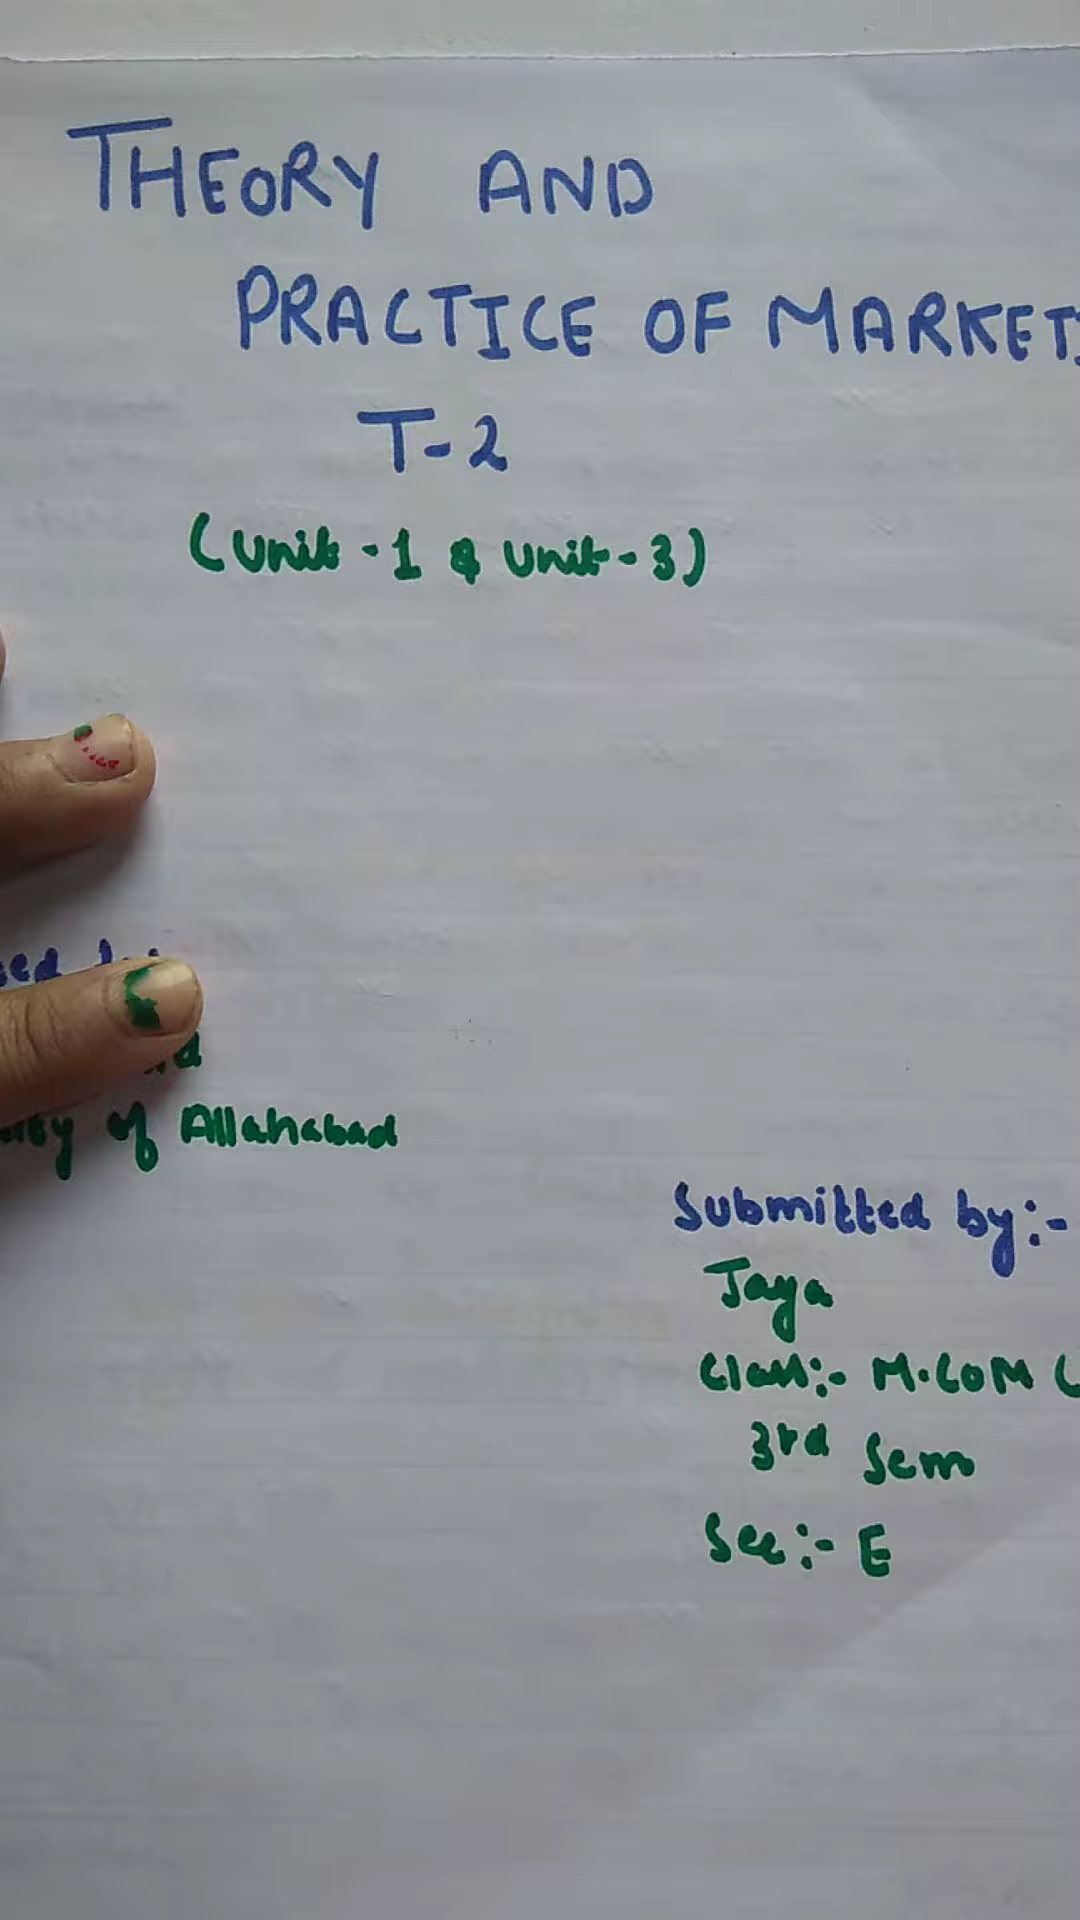 THEORY AND
PRACTICE OF MARKET
T-2
(Unit-1 & Unit-3)
of Allahabad
Submitted by:-
Jaya
Class:- M.COM
3rd Sem
Sec:- E